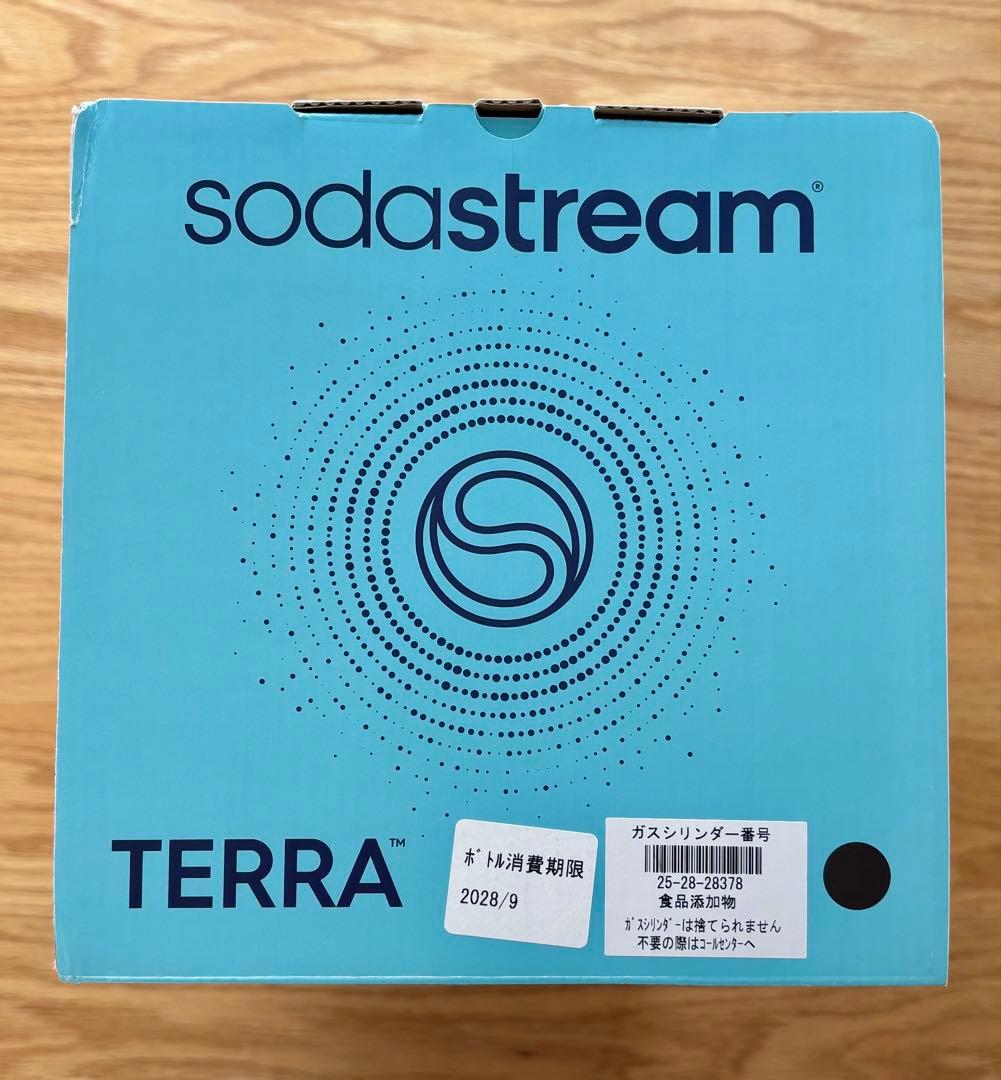 sodastream®
TERRA™
ﾎﾞﾄﾙ消費期限
2028/9
ガスシリンダー番号
25-28-28378
食品添加物
ｶﾞｽｼﾘﾝﾀﾞｰは捨てられません
不要の際はｺｰﾙｾﾝﾀｰへ